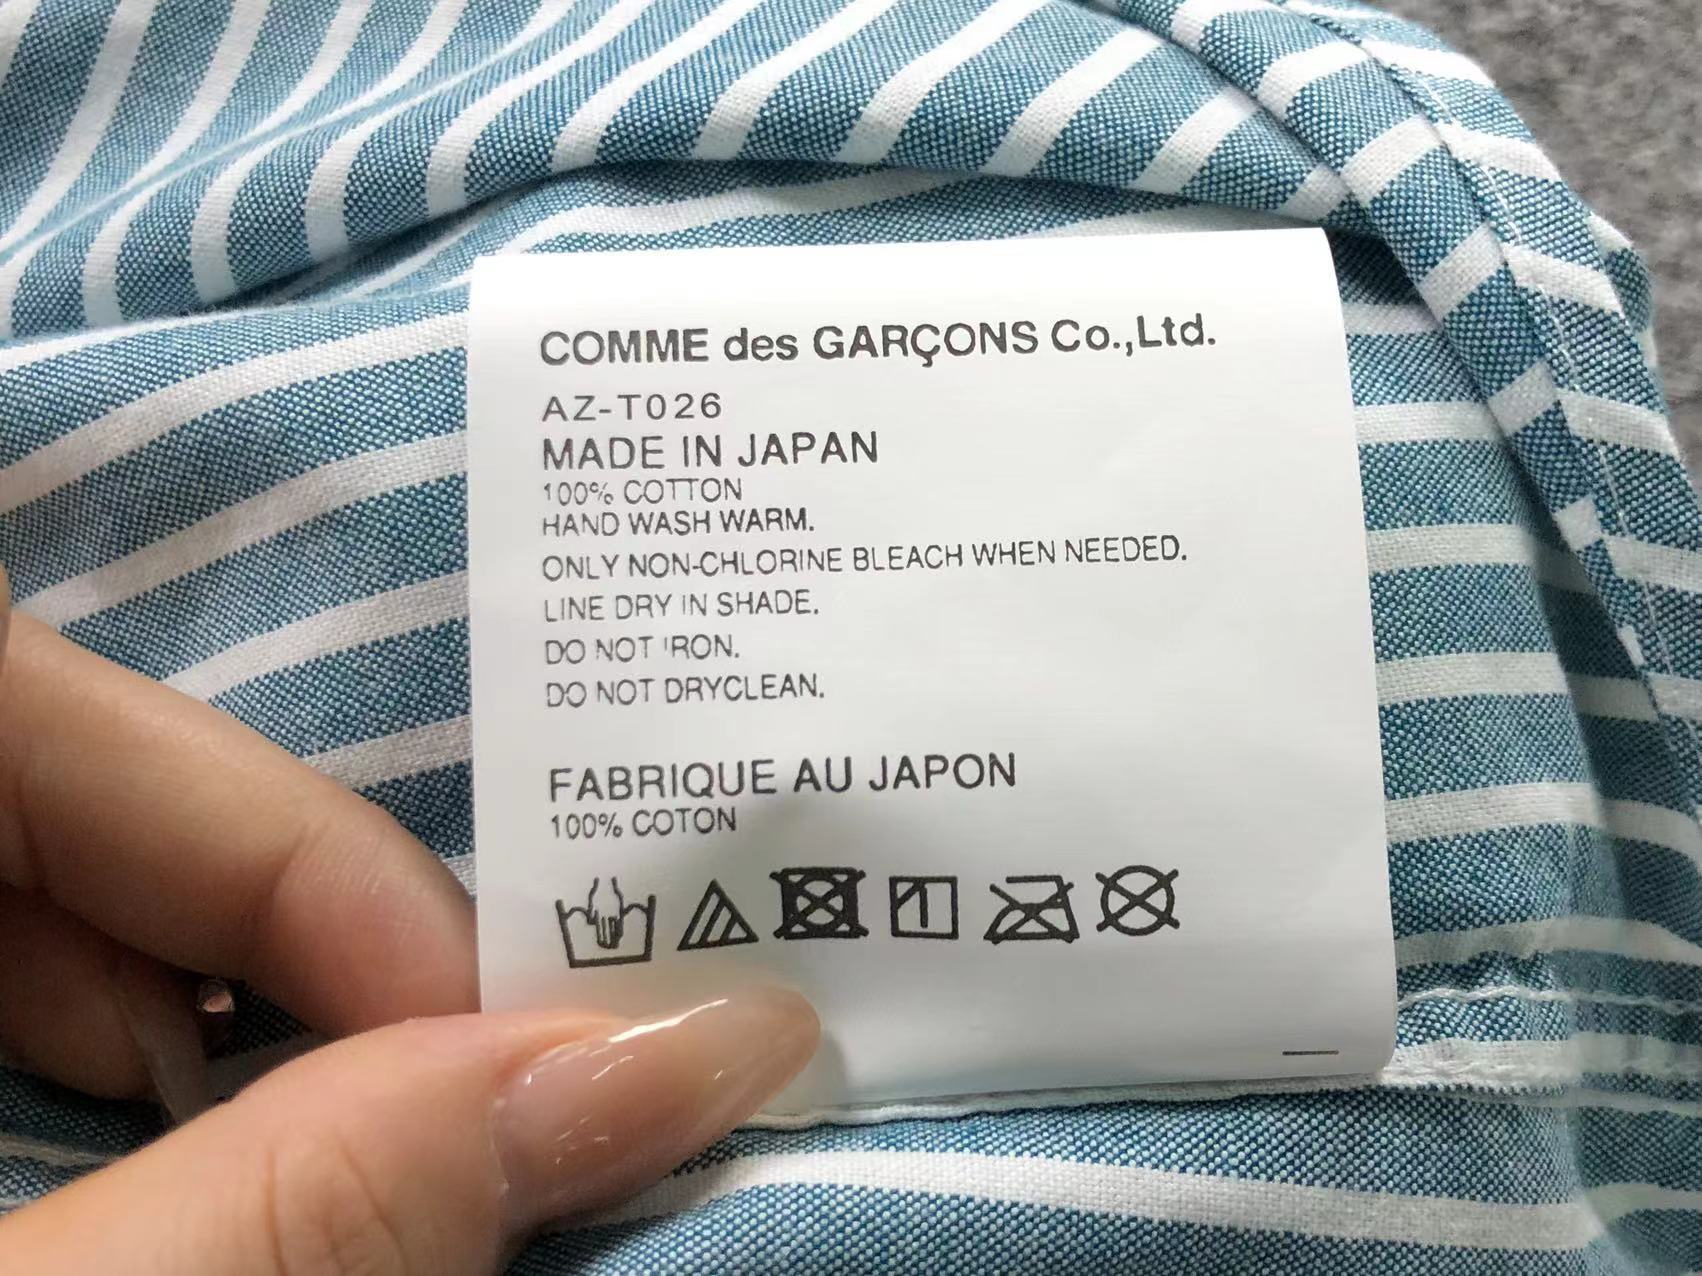 COMME des GARÇONS Co.,Ltd.
AZ-T026
MADE IN JAPAN
100% COTTON
HAND WASH WARM.
ONLY NON-CHLORINE BLEACH WHEN NEEDED.
LINE DRY IN SHADE.
DO NOT IRON.
DO NOT DRYCLEAN.
FABRIQUE AU JAPON
100% COTON